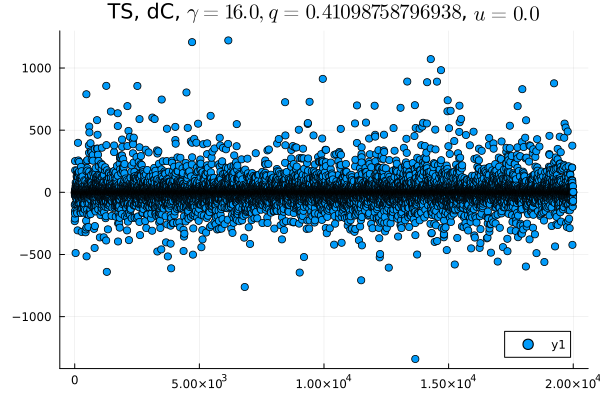 TS, dC, γ = 16.0, q = 0.41098758796938, u = 0.0
1000
500
0
−500
−1000
y1
0 5.00×10³ 1.00×10⁴ 1.50×10⁴ 2.00×10⁴